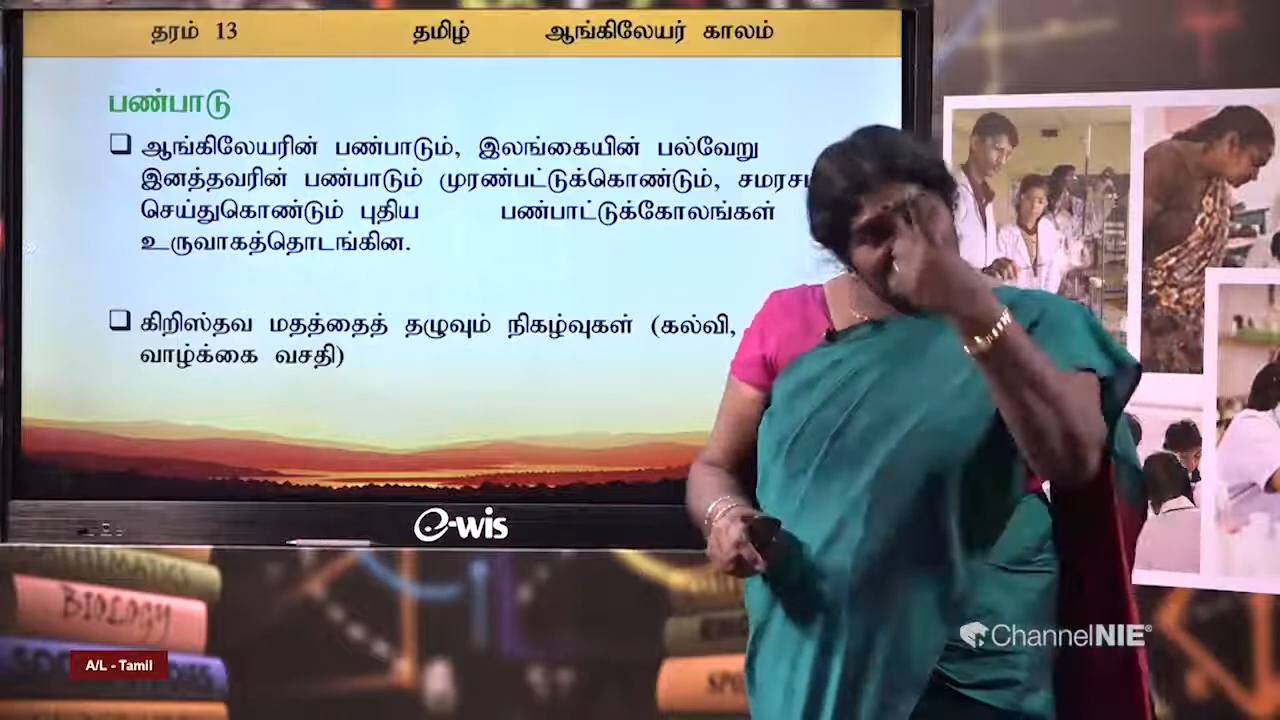 தரம் 13 தமிழ் ஆங்கிலேயர் காலம்
பண்பாடு
ஆங்கிலேயரின் பண்பாடும், இலங்கையின் பல்வேறு
இனத்தவரின் பண்பாடும் முரண்பட்டுக்கொண்டும்,
செய்துகொண்டும் புதிய பண்பாட்டுக்கோலங்கள்
உருவாகத்தொடங்கின.
கிறிஸ்தவ மதத்தைத் தழுவும் நிகழ்வுகள் (கல்வி,
வாழ்க்கை வசதி)
e-wis
BIOLOGY
A/L - Tamil
ChannelNIE